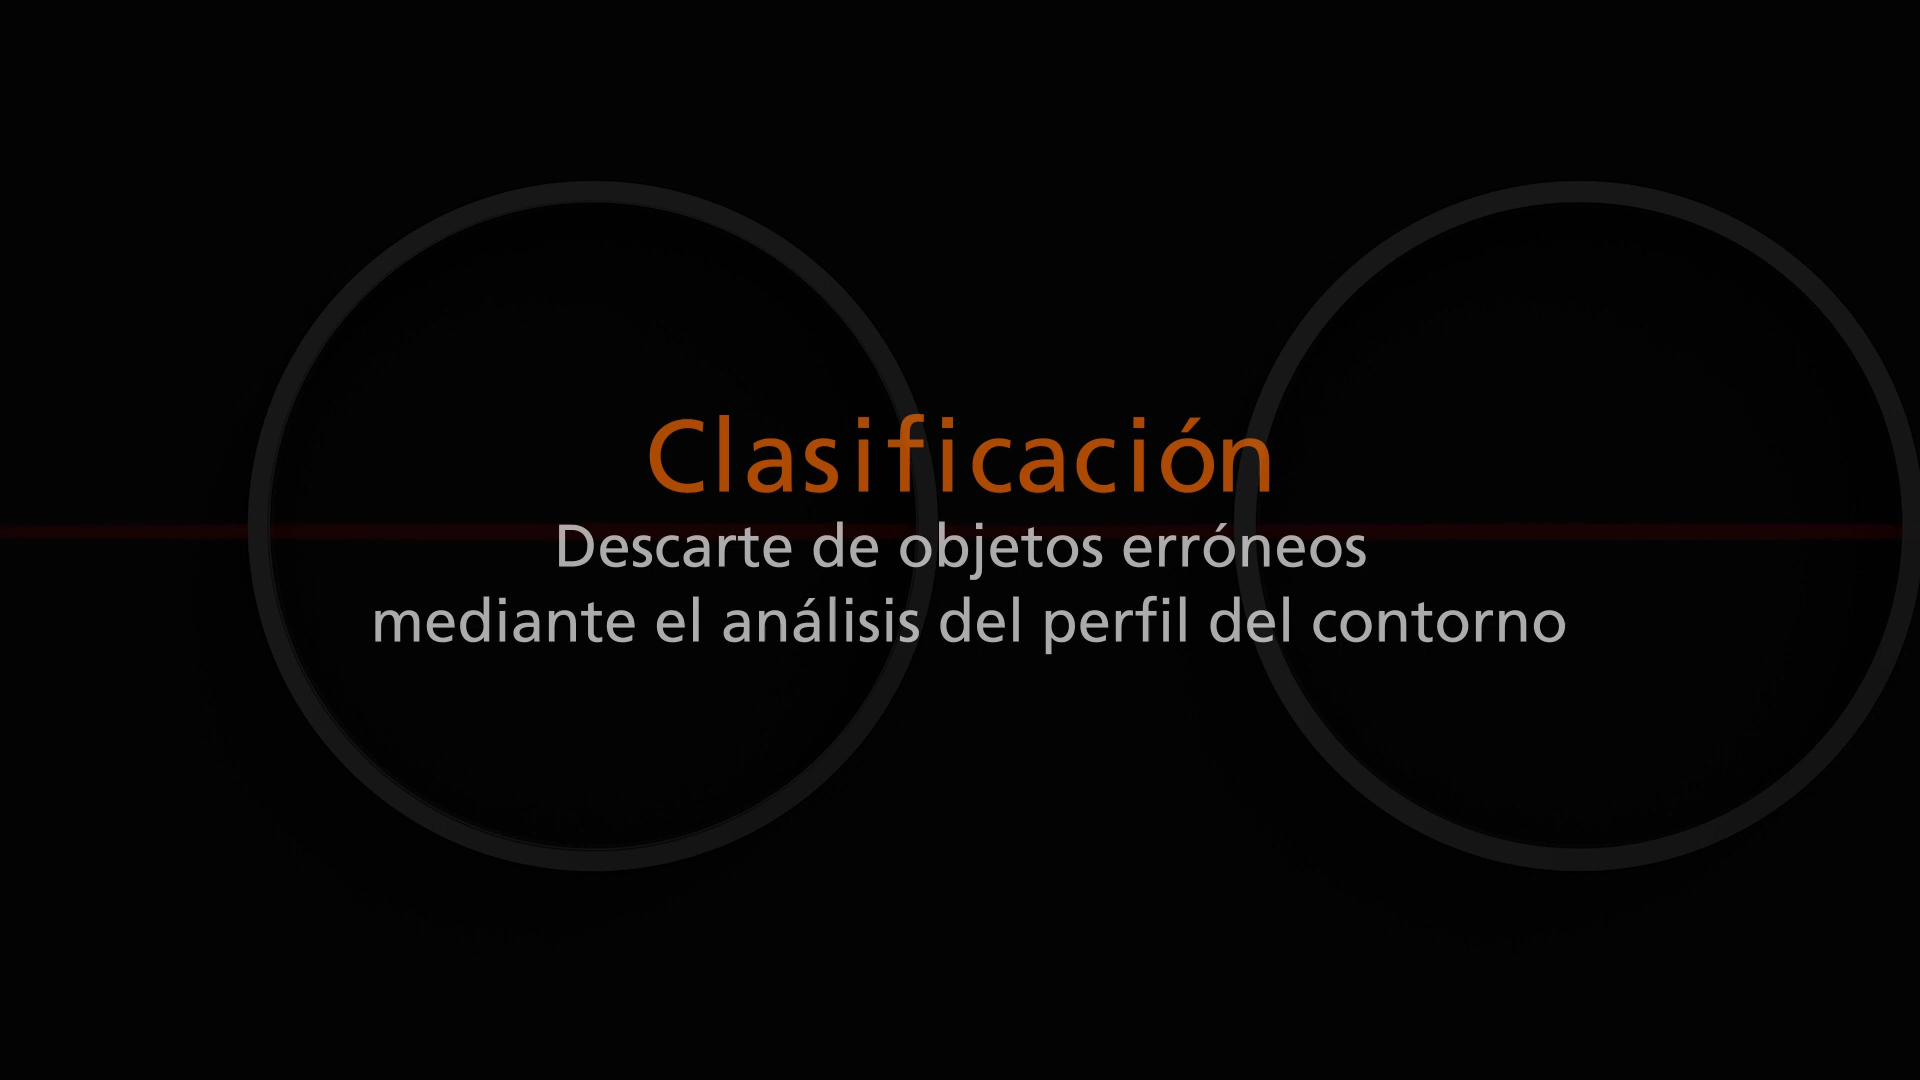 Clasificación
Descarte de objetos erróneos
mediante el análisis del perfil del contorno